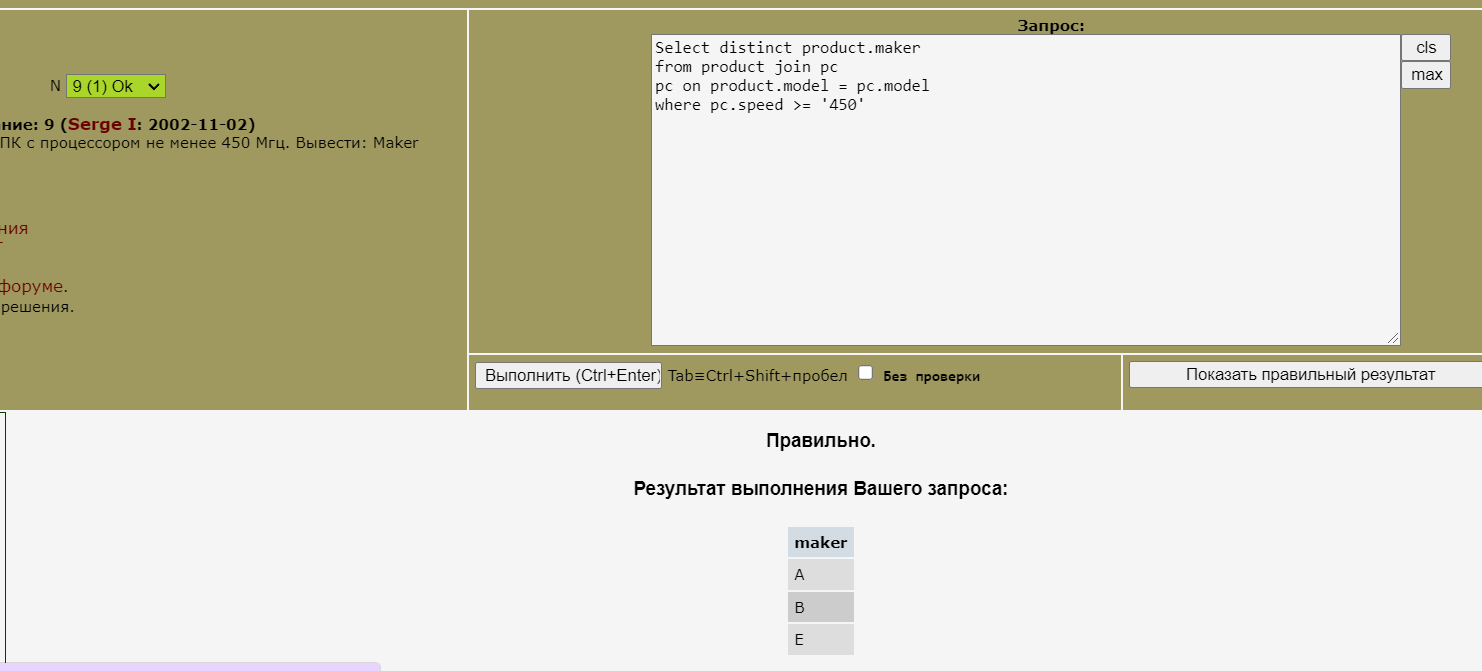 N 9 (1) Ok
ние: 9 (Serge I: 2002-11-02)
ПК с процессором не менее 450 Мгц. Вывести: Maker
ния
форуме.
решения.
Запрос:
Select distinct product.maker
from product join pc
pc on product.model = pc.model
where pc.speed >= '450'
cls
max
Выполнить (Ctrl+Enter) Tab≡Ctrl+Shift+пробел Без проверки
Показать правильный результат
Правильно.
Результат выполнения Вашего запроса:
maker
A
B
E